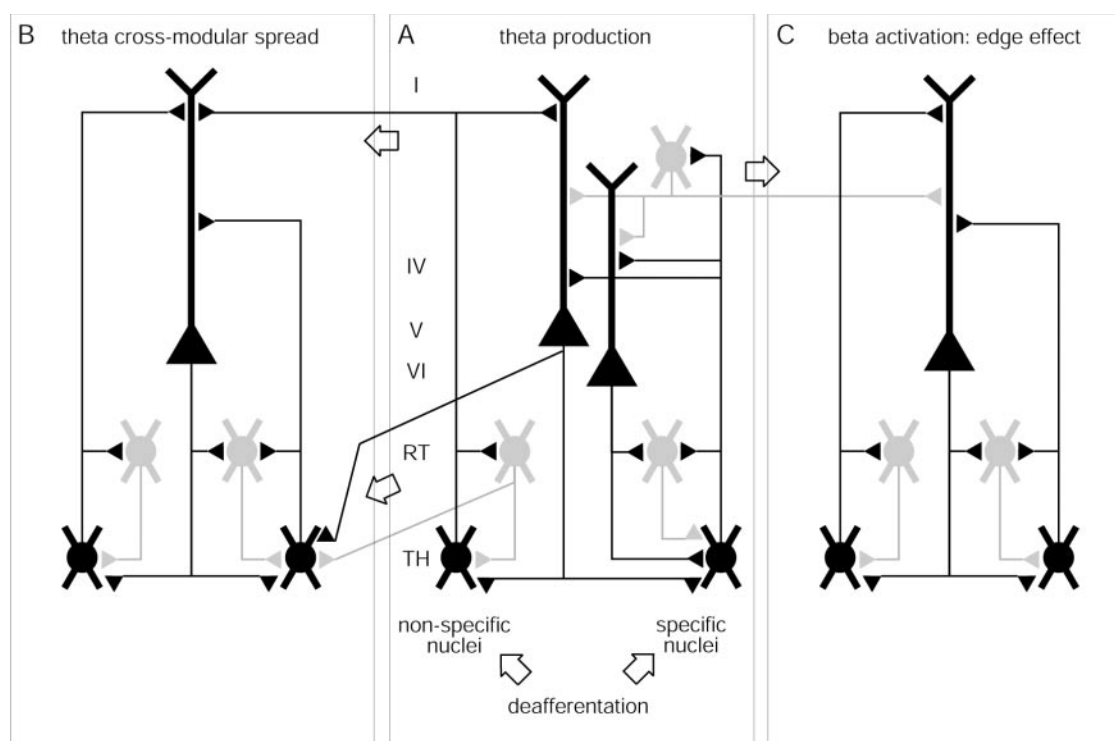 B theta cross-modular spread
A theta production
C beta activation: edge effect
I
IV
V
VI
RT
TH
non-specific
nuclei
specific
nuclei
deafferentation